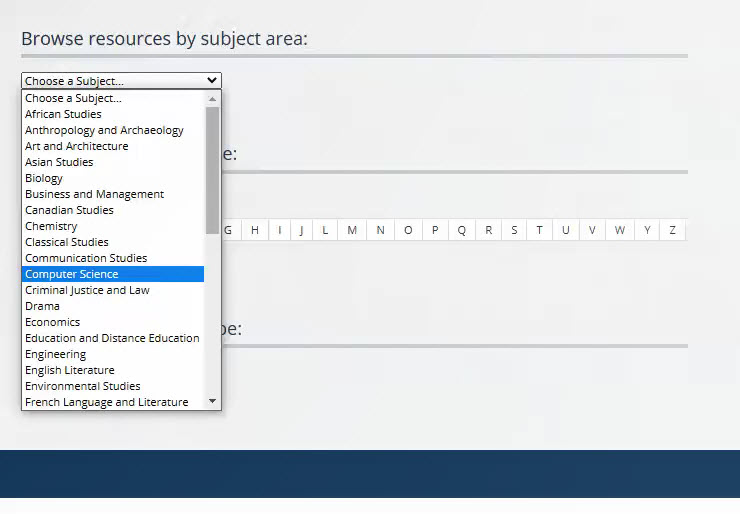 Browse resources by subject area:
Choose a Subject...
Choose a Subject...
African Studies
Anthropology and Archaeology
Art and Architecture
Asian Studies
Biology
Business and Management
Canadian Studies
Chemistry
Classical Studies
Communication Studies
Computer Science
Criminal Justice and Law
Drama
Economics
Education and Distance Education
Engineering
English Literature
Environmental Studies
French Language and Literature
e:
G H I J L M N O P Q R S T U V W Y Z
pe: